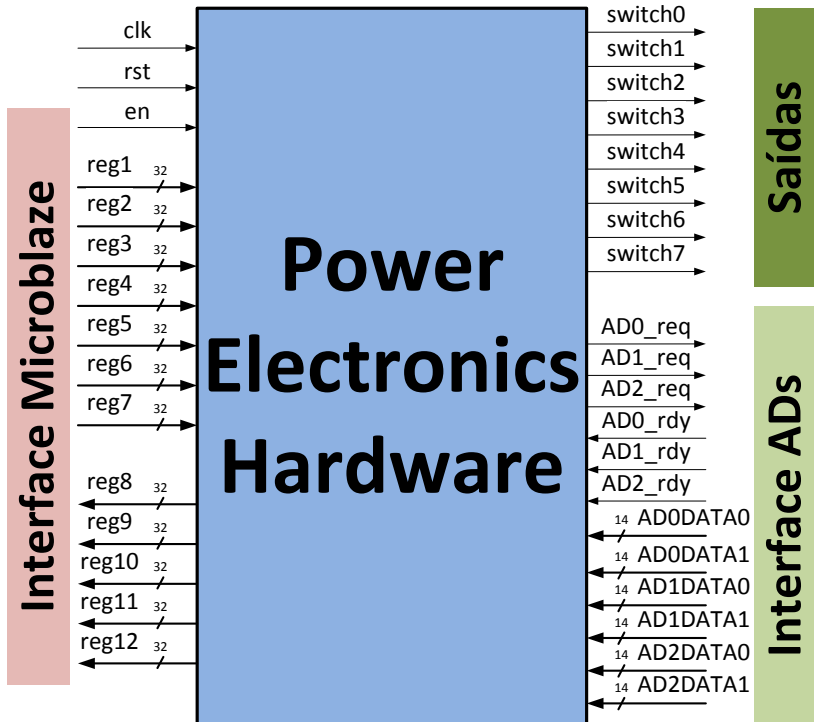 Interface Microblaze
clk
rst
en
reg1 32
reg2 32
reg3 32
reg4 32
reg5 32
reg6 32
reg7 32
reg8 32
reg9 32
reg10 32
reg11 32
reg12 32
Power
Electronics
Hardware
switch0
switch1
switch2
switch3
switch4
switch5
switch6
switch7
AD0_req
AD1_req
AD2_req
AD0_rdy
AD1_rdy
AD2_rdy
14 AD0DATA0
14 AD0DATA1
14 AD1DATA0
14 AD1DATA1
14 AD2DATA0
14 AD2DATA1
Saídas
Interface ADs